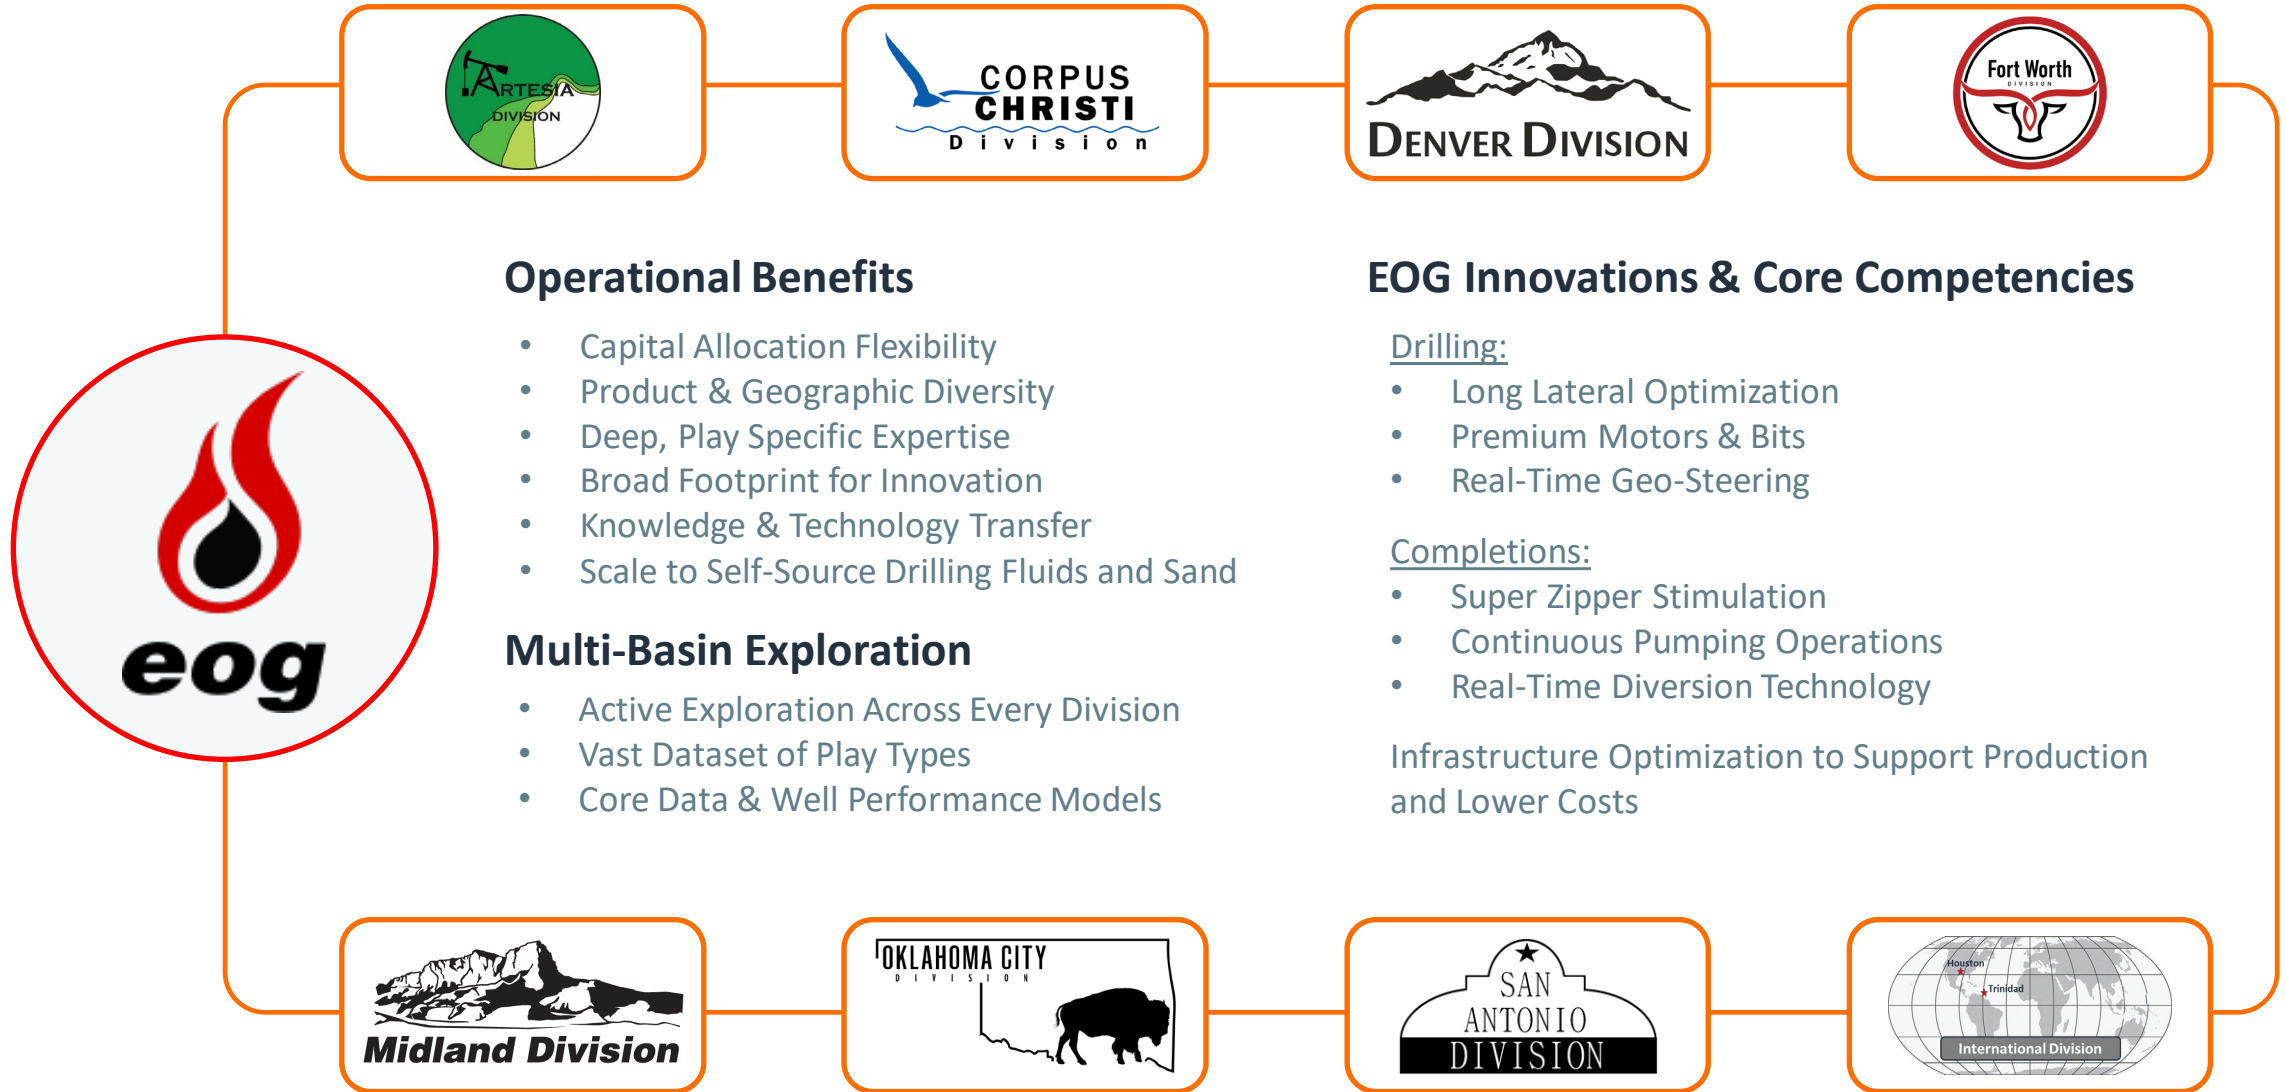 ARTESIA
DIVISION
CORPUS
CHRISTI
Division
DENVER DIVISION
Fort Worth
DIVISION
eog
Operational Benefits
• Capital Allocation Flexibility
• Product & Geographic Diversity
• Deep, Play Specific Expertise
• Broad Footprint for Innovation
• Knowledge & Technology Transfer
• Scale to Self-Source Drilling Fluids and Sand
Multi-Basin Exploration
• Active Exploration Across Every Division
• Vast Dataset of Play Types
• Core Data & Well Performance Models
EOG Innovations & Core Competencies
Drilling:
• Long Lateral Optimization
• Premium Motors & Bits
• Real-Time Geo-Steering
Completions:
• Super Zipper Stimulation
• Continuous Pumping Operations
• Real-Time Diversion Technology
Infrastructure Optimization to Support Production
and Lower Costs
Midland Division
OKLAHOMA CITY
DIVISION
SAN
ANTONIO
DIVISION
Houston
Trinidad
International Division